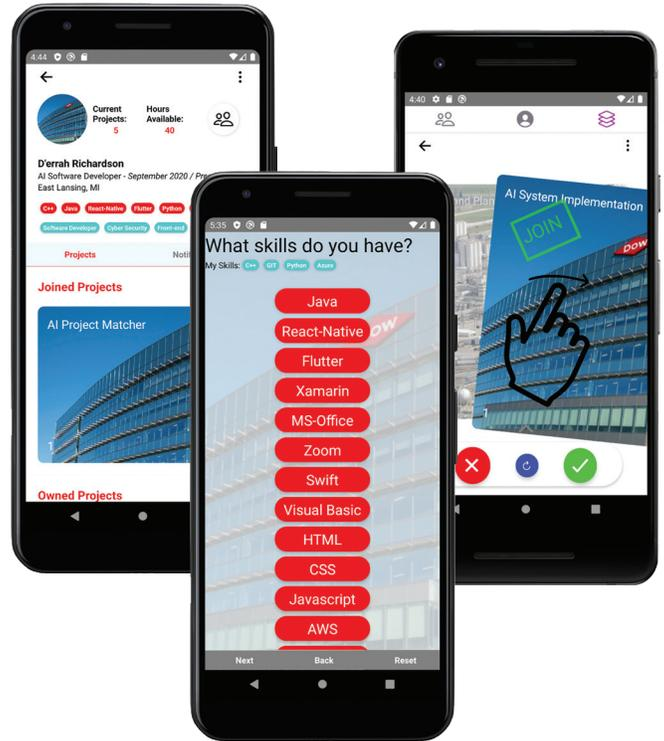 4:44
Current Projects: 5
Hours Available: 40
D'errah Richardson
AI Software Developer - September 2020 /
East Lansing, MI
C++ Java React-Native Flutter Python
Software Developer Cyber Security Front-end
Projects
Joined Projects
AI Project Matcher
Owned Projects
5:35
What skills do you have?
My Skills: C++ GIT Python Azure
Java
React-Native
Flutter
Xamarin
MS-Office
Zoom
Swift
Visual Basic
HTML
CSS
Javascript
AWS
Next Back Reset
4:40
AI System Implementation
JOIN